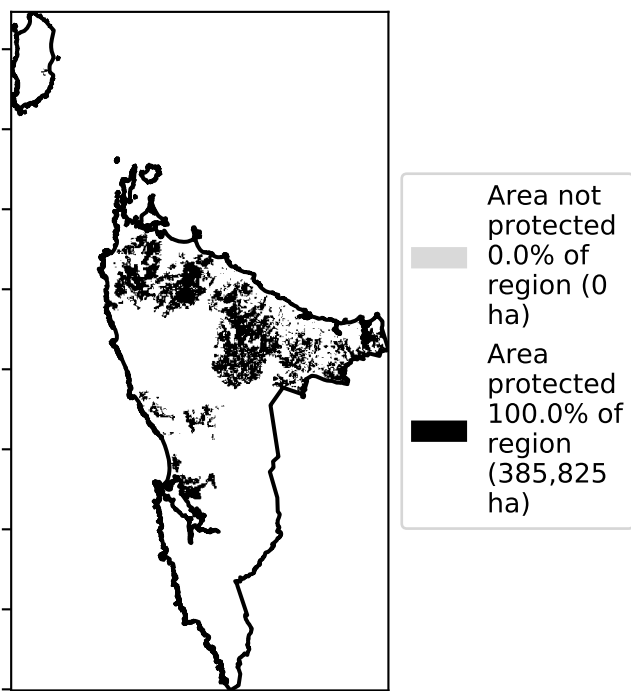 Area not
protected
0.0% of
region (0
ha)
Area
protected
100.0% of
region
(385,825
ha)